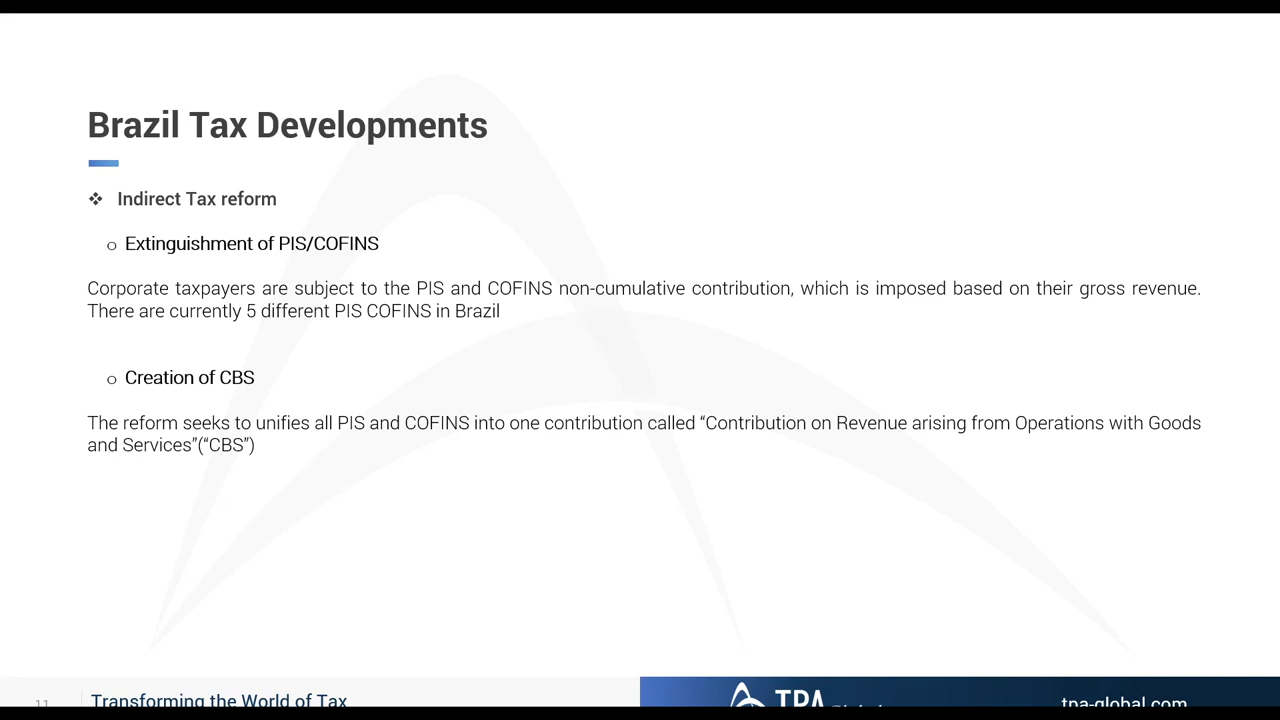 Brazil Tax Developments
❖ Indirect Tax reform
o Extinguishment of PIS/COFINS
Corporate taxpayers are subject to the PIS and COFINS non-cumulative contribution, which is imposed based on their gross revenue.
There are currently 5 different PIS COFINS in Brazil
o Creation of CBS
The reform seeks to unifies all PIS and COFINS into one contribution called “Contribution on Revenue arising from Operations with Goods
and Services”(“CBS”)
11 Transforming the World of Tax
TPA Global
tpa-global.com